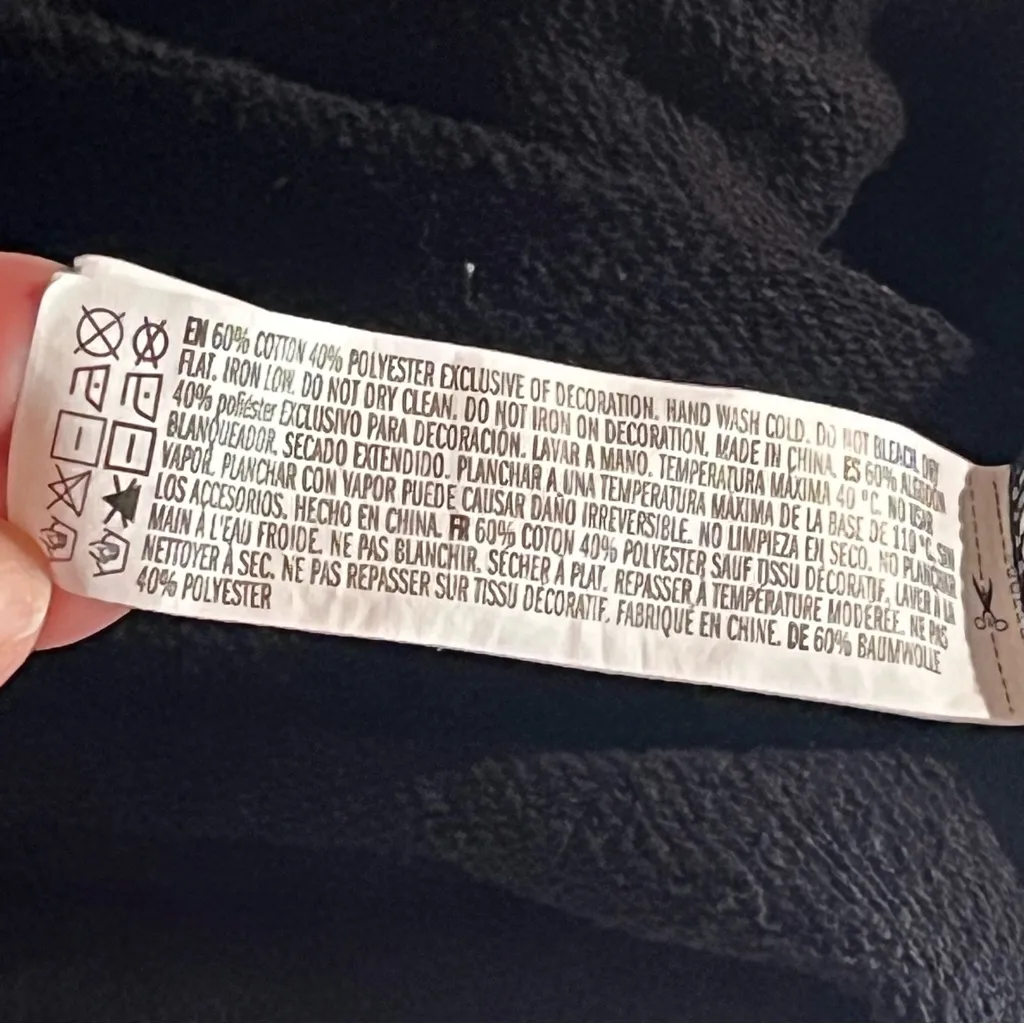 EN 60% COTTON 40% POLYESTER EXCLUSIVE OF DECORATION. HAND WASH COLD. DO NOT BLEACH. DRY
FLAT. IRON LOW. DO NOT DRY CLEAN. DO NOT IRON ON DECORATION. MADE IN CHINA. ES 60% ALGODÓN
40% poliéster EXCLUSIVO PARA DECORACIÓN. LAVAR A MANO. TEMPERATURA MÁXIMA 40 °C. NO USAR
BLANQUEADOR. SECADO EXTENDIDO. PLANCHAR A UNA TEMPERATURA MÁXIMA DE LA BASE DE 110 °C. SIN
VAPOR. PLANCHAR CON VAPOR PUEDE CAUSAR DAÑO IRREVERSIBLE. NO LIMPIEZA EN SECO. NO PLANCHAR
LOS ACCESORIOS. HECHO EN CHINA. FR 60% COTON 40% POLYESTER SAUF TISSU DÉCORATIF. LAVER À LA
MAIN À L'EAU FROIDE. NE PAS BLANCHIR. SÉCHER À PLAT. REPASSER À TEMPÉRATURE MODÉRÉE. NE PAS
NETTOYER À SEC. NE PAS REPASSER SUR TISSU DÉCORATIF. FABRIQUÉ EN CHINE. DE 60% BAUMWOLLE
40% POLYESTER